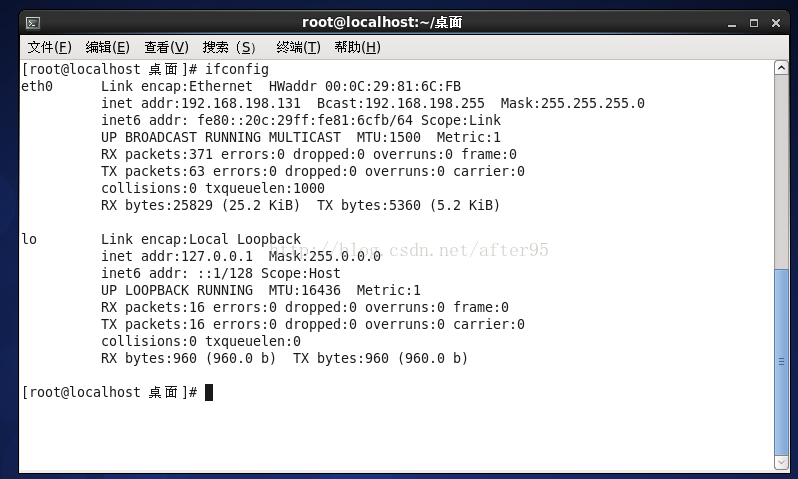 root@localhost:~/桌面
文件(F) 编辑(E) 查看(V) 搜索 (S) 终端(T) 帮助(H)
[root@localhost 桌面]# ifconfig
eth0      Link encap:Ethernet  HWaddr 00:0C:29:81:6C:FB
          inet addr:192.168.198.131  Bcast:192.168.198.255  Mask:255.255.255.0
          inet6 addr: fe80::20c:29ff:fe81:6cfb/64 Scope:Link
          UP BROADCAST RUNNING MULTICAST  MTU:1500  Metric:1
          RX packets:371 errors:0 dropped:0 overruns:0 frame:0
          TX packets:63 errors:0 dropped:0 overruns:0 carrier:0
          collisions:0 txqueuelen:1000
          RX bytes:25829 (25.2 KiB)  TX bytes:5360 (5.2 KiB)
lo        Link encap:Local Loopback
http://blog.csdn.net/after95
          inet addr:127.0.0.1  Mask:255.0.0.0
          inet6 addr: ::1/128 Scope:Host
          UP LOOPBACK RUNNING  MTU:16436  Metric:1
          RX packets:16 errors:0 dropped:0 overruns:0 frame:0
          TX packets:16 errors:0 dropped:0 overruns:0 carrier:0
          collisions:0 txqueuelen:0
          RX bytes:960 (960.0 b)  TX bytes:960 (960.0 b)
[root@localhost 桌面]#